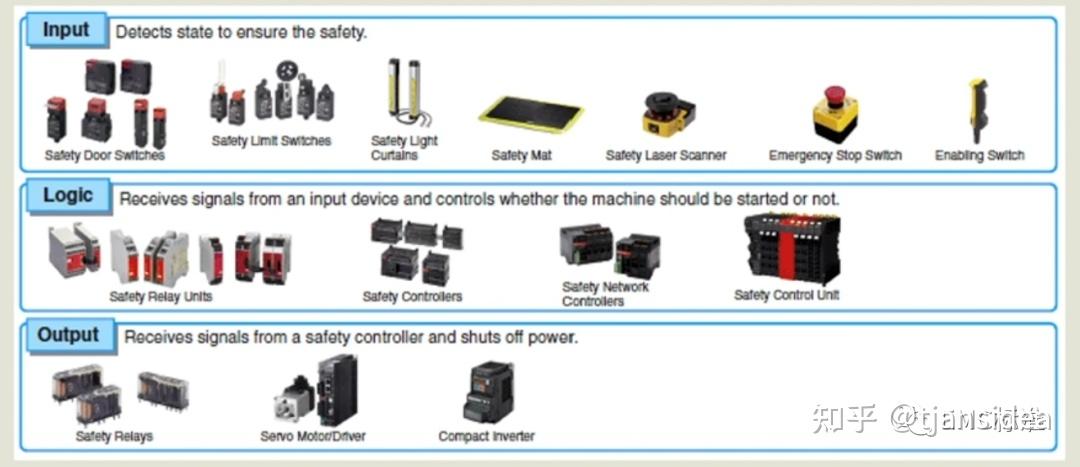 Input
Detects state to ensure the safety.
Safety Door Switches
Safety Limit Switches
Safety Light
Curtains
Safety Mat
Safety Laser Scanner
Emergency Stop Switch
Enabling Switch
Logic
Receives signals from an input device and controls whether the machine should be started or not.
Safety Relay Units
Safety Controllers
Safety Network
Controllers
Safety Control Unit
Output
Receives signals from a safety controller and shuts off power.
Safety Relays
Servo Motor/Driver
Compact Inverter
知乎